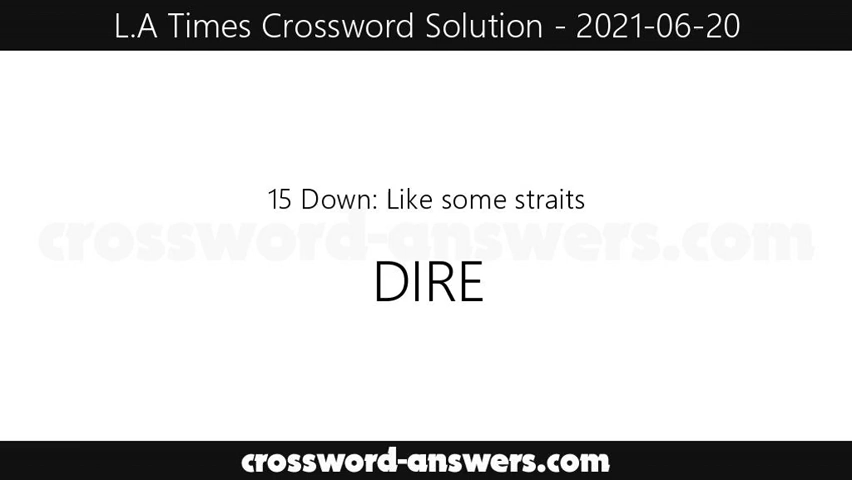 L.A Times Crossword Solution - 2021-06-20
15 Down: Like some straits
crossword-answers.com
DIRE
crossword-answers.com